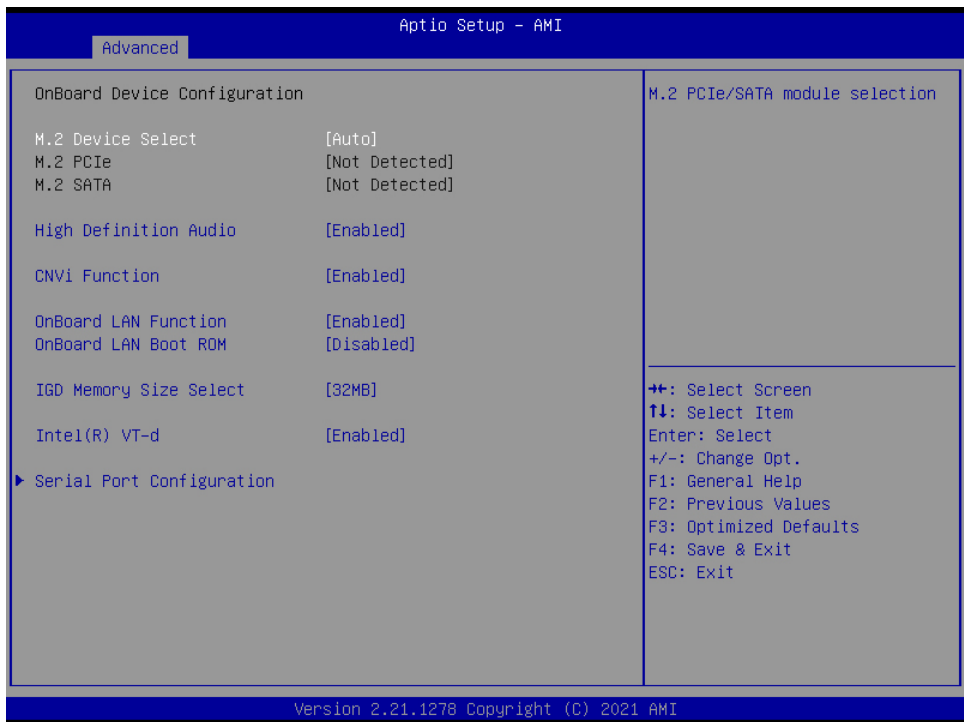 Aptio Setup – AMI
Advanced
OnBoard Device Configuration
M.2 Device Select [Auto]
M.2 PCIe [Not Detected]
M.2 SATA [Not Detected]
High Definition Audio [Enabled]
CNVi Function [Enabled]
OnBoard LAN Function [Enabled]
OnBoard LAN Boot ROM [Disabled]
IGD Memory Size Select [32MB]
Intel(R) VT-d [Enabled]
▶ Serial Port Configuration
M.2 PCIe/SATA module selection
→←: Select Screen
↑↓: Select Item
Enter: Select
+/-: Change Opt.
F1: General Help
F2: Previous Values
F3: Optimized Defaults
F4: Save & Exit
ESC: Exit
Version 2.21.1278 Copyright (C) 2021 AMI